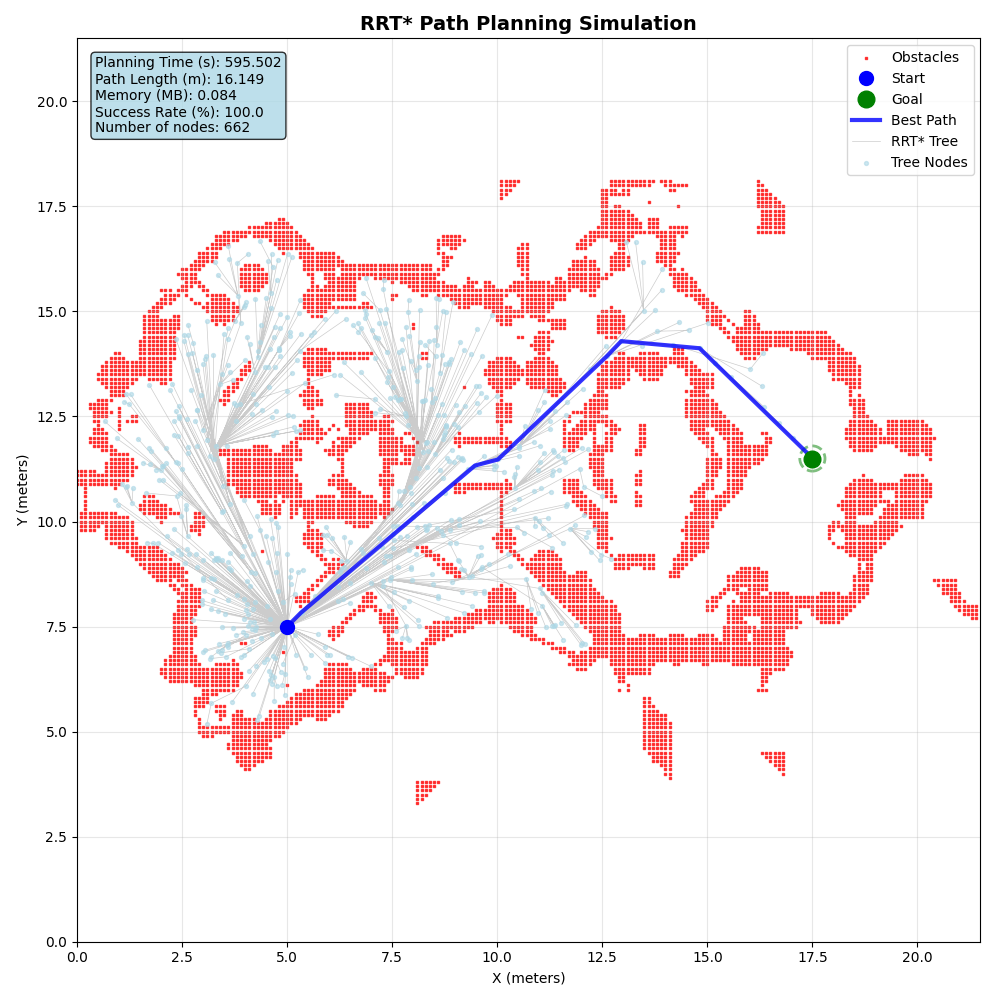 RRT* Path Planning Simulation
Planning Time (s): 595.502
Path Length (m): 16.149
Memory (MB): 0.084
Success Rate (%): 100.0
Number of nodes: 662
Obstacles
Start
Goal
Best Path
RRT* Tree
Tree Nodes
Y (meters)
20.0
17.5
15.0
12.5
10.0
7.5
5.0
2.5
0.0
0.0 2.5 5.0 7.5 10.0 12.5 15.0 17.5 20.0
X (meters)